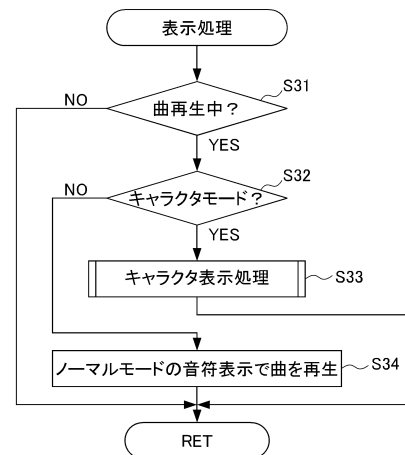 表示処理
S31
NO
曲再生中？
YES
S32
NO
キャラクタモード？
YES
キャラクタ表示処理
S33
S34
ノーマルモードの音符表示で曲を再生
RET